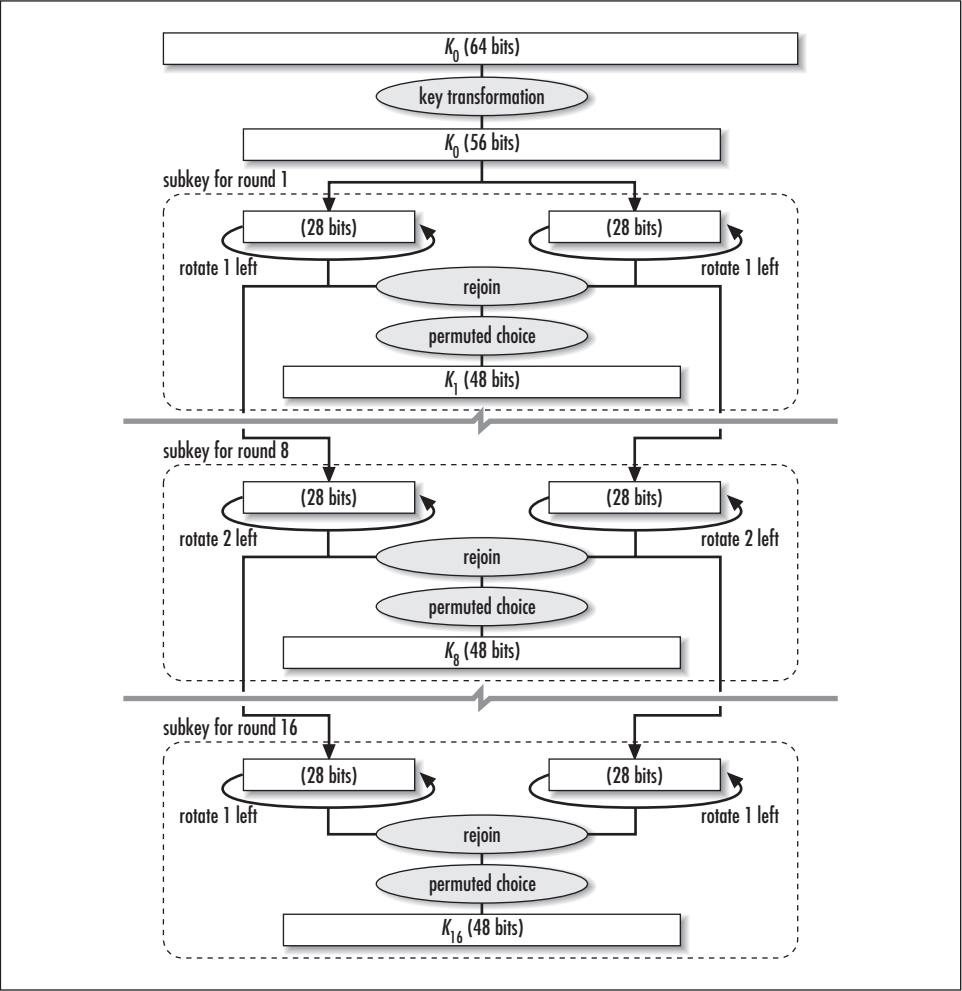 K0 (64 bits)
key transformation
K0 (56 bits)
subkey for round 1
(28 bits)
(28 bits)
rotate 1 left
rotate 1 left
rejoin
permuted choice
K1 (48 bits)
subkey for round 8
(28 bits)
(28 bits)
rotate 2 left
rotate 2 left
rejoin
permuted choice
K8 (48 bits)
subkey for round 16
(28 bits)
(28 bits)
rotate 1 left
rotate 1 left
rejoin
permuted choice
K16 (48 bits)